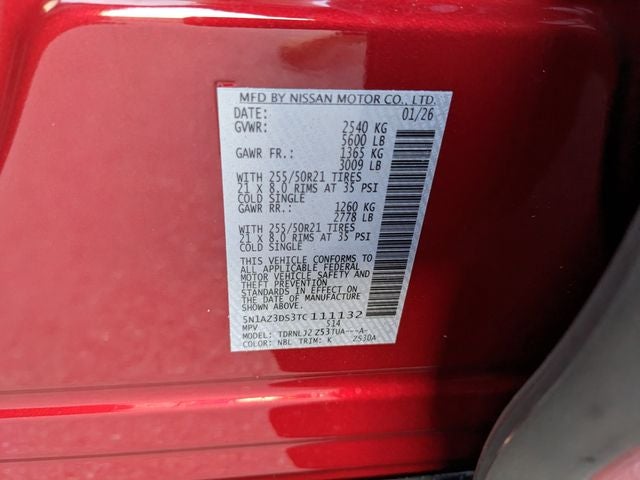 MFD BY NISSAN MOTOR CO., LTD.
DATE: 01/26
GVWR: 2540 KG
5600 LB
GAWR FR.: 1365 KG
3009 LB
WITH 255/50R21 TIRES
21 X 8.0 RIMS AT 35 PSI
COLD SINGLE
GAWR RR.: 1260 KG
2778 LB
WITH 255/50R21 TIRES
21 X 8.0 RIMS AT 35 PSI
COLD SINGLE
THIS VEHICLE CONFORMS TO
ALL APPLICABLE FEDERAL
MOTOR VEHICLE SAFETY AND
THEFT PREVENTION
STANDARDS IN EFFECT ON
THE DATE OF MANUFACTURE
SHOWN ABOVE.
5N1AZ3DS3TC111132
MPV S14
MODEL: TDRNLJ2 Z53TUA---A-
COLOR: NBL TRIM: K Z53DA